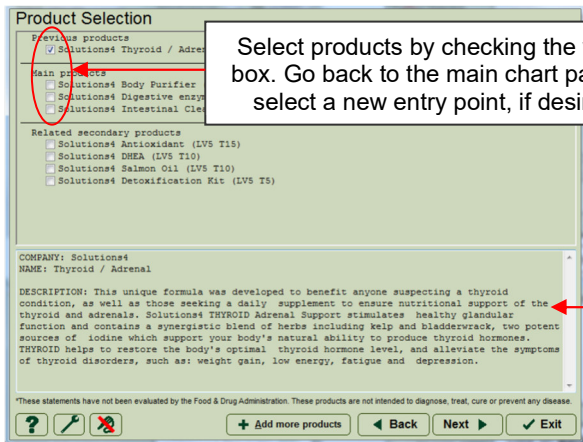 Product Selection
Previous products
Solutions4 Thyroid /
Select products by checking the
box. Go back to the main chart
select a new entry point, if
Main products
Solutions4 Body Purifier
Solutions4 Digestive
Solutions4 Intestinal
Related secondary products
Solutions4 Antioxidant (LV5 T15)
Solutions4 DHEA (LV5 T10)
Solutions4 Salmon Oil (LV5 T10)
Solutions4 Detoxification Kit (LV5 T5)
COMPANY: Solutions4
NAME: Thyroid / Adrenal
DESCRIPTION: This unique formula was developed to benefit anyone suspecting a thyroid
condition, as well as those seeking a daily supplement to ensure nutritional support of the
thyroid and adrenals. Solutions4 THYROID Adrenal Support stimulates healthy glandular
function and contains a synergistic blend of herbs including kelp and bladderwrack, two potent
sources of iodine which support your body's natural ability to produce thyroid hormones.
THYROID helps to restore the body's optimal thyroid hormone level, and alleviate the symptoms
of thyroid disorders, such as: weight gain, low energy, fatigue and depression.
*These statements have not been evaluated by the Food & Drug Administration. These products are not intended to diagnose, treat, cure or prevent any disease.
? + Add more products Back Next Exit